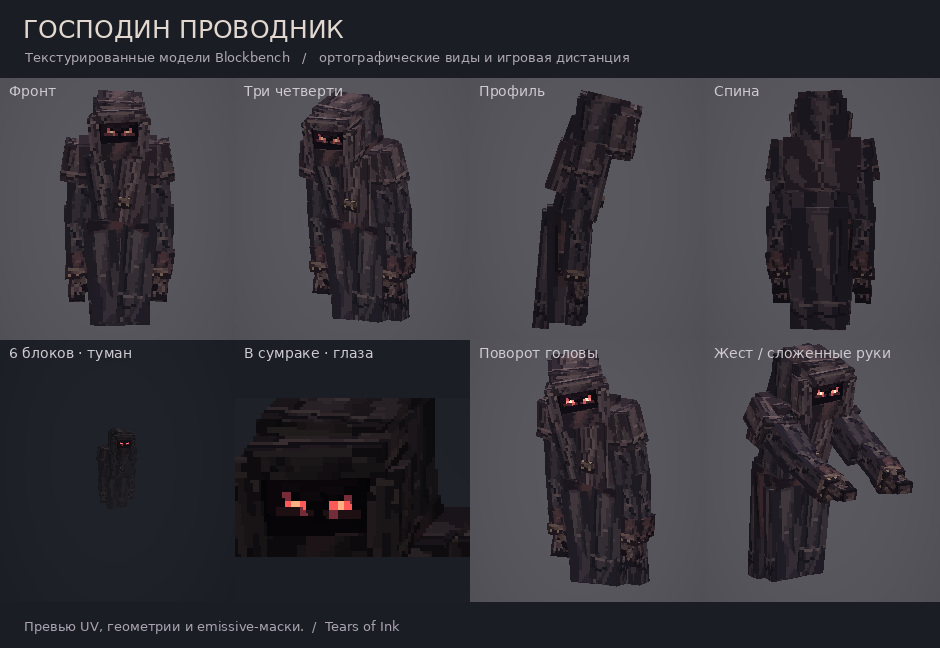 ГОСПОДИН ПРОВОДНИК
Текстурированные модели Blockbench / ортографические виды и игровая дистанция
Фронт
Три четверти
Профиль
Спина
6 блоков · туман
В сумраке · глаза
Поворот головы
Жест / сложенные руки
Превью UV, геометрии и emissive-маски. / Tears of Ink